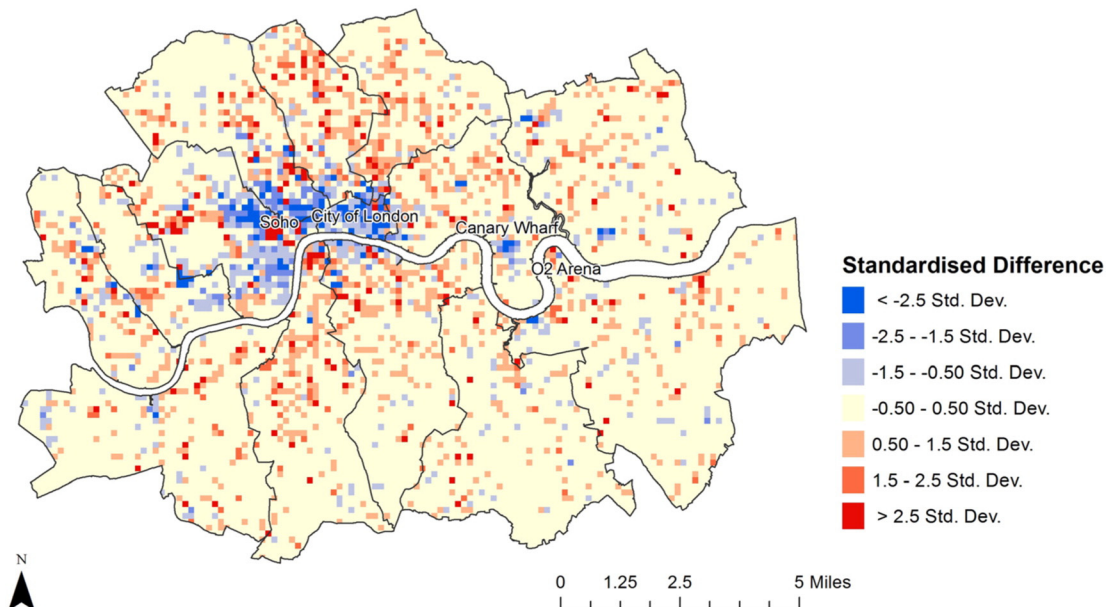 Soho
City of London
Canary Wharf
O2 Arena
Standardised Difference
< -2.5 Std. Dev.
-2.5 - -1.5 Std. Dev.
-1.5 - -0.50 Std. Dev.
-0.50 - 0.50 Std. Dev.
0.50 - 1.5 Std. Dev.
1.5 - 2.5 Std. Dev.
> 2.5 Std. Dev.
N
0 1.25 2.5 5 Miles